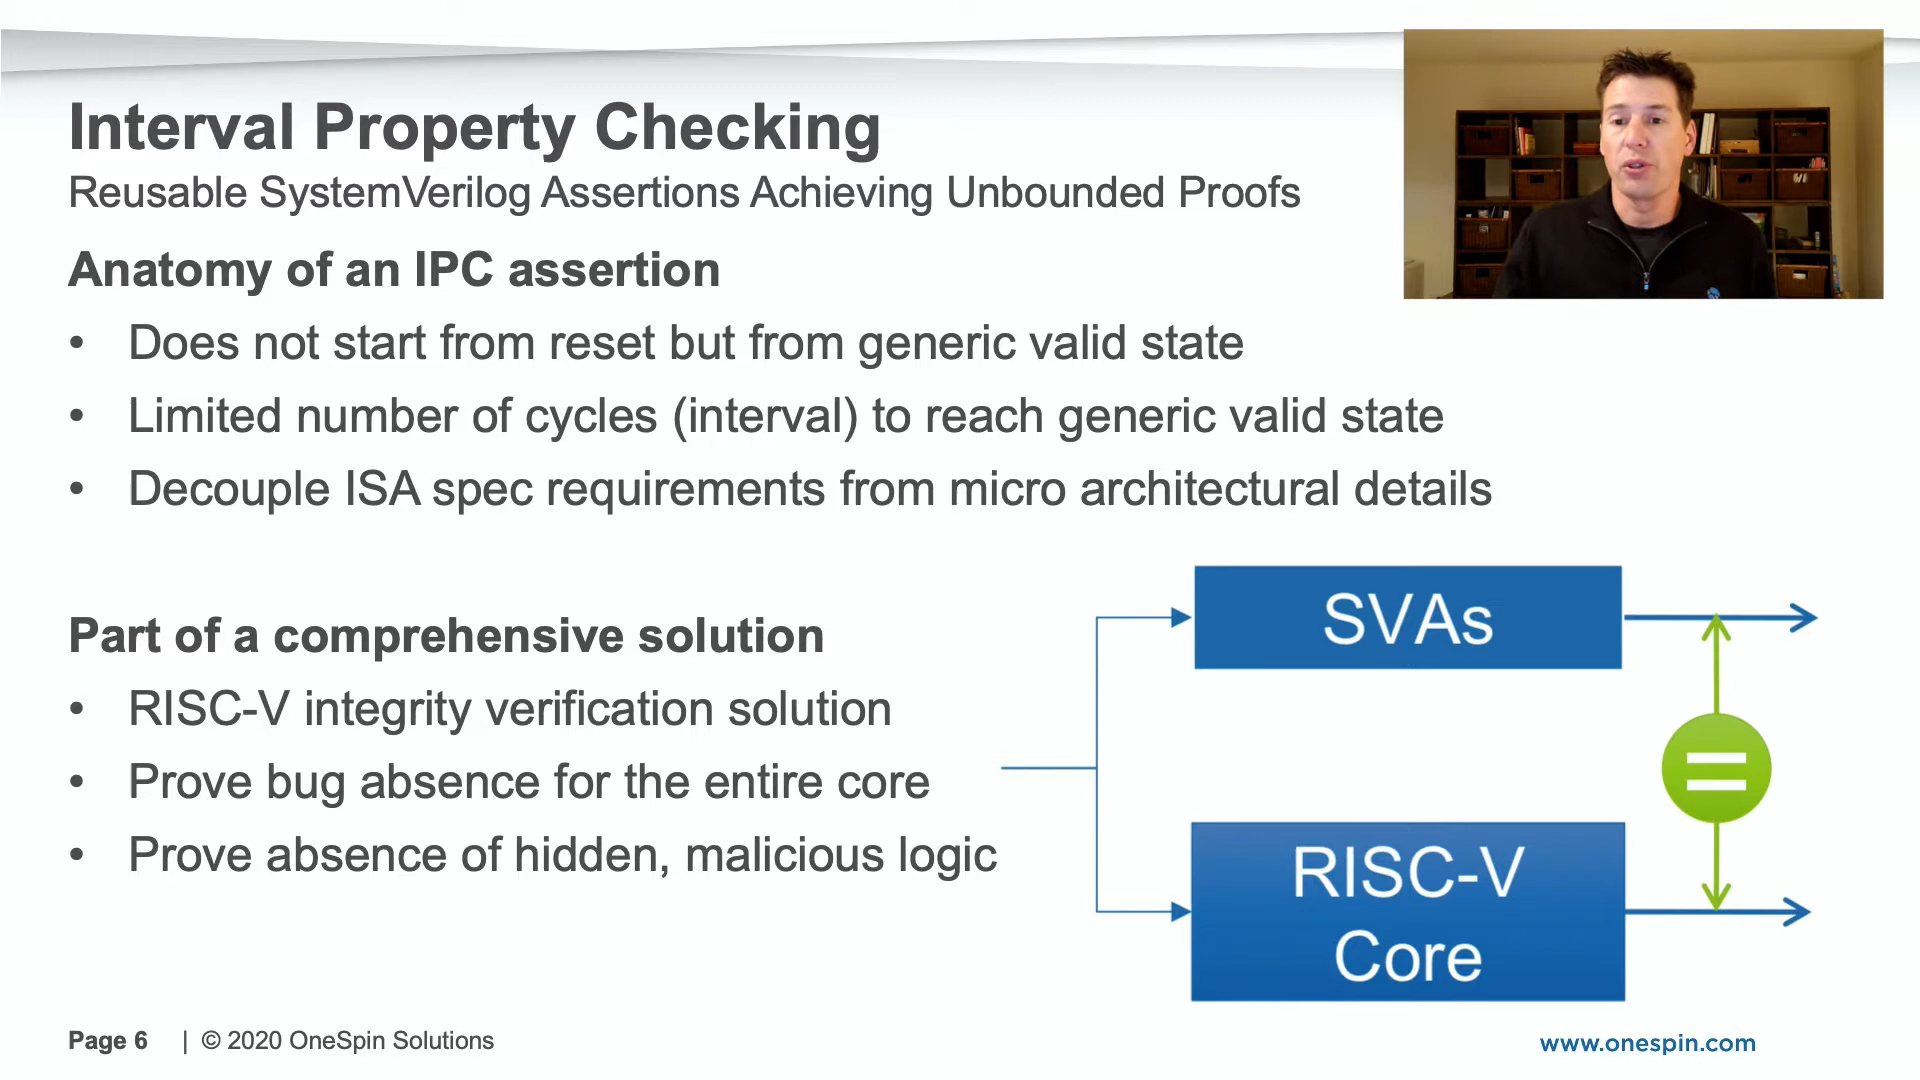 Interval Property Checking
Reusable SystemVerilog Assertions Achieving Unbounded Proofs
Anatomy of an IPC assertion
• Does not start from reset but from generic valid state
• Limited number of cycles (interval) to reach generic valid state
• Decouple ISA spec requirements from micro architectural details
Part of a comprehensive solution
• RISC-V integrity verification solution
• Prove bug absence for the entire core
• Prove absence of hidden, malicious logic
SVAs
=
RISC-V
Core
Page 6 | © 2020 OneSpin Solutions
www.onespin.com